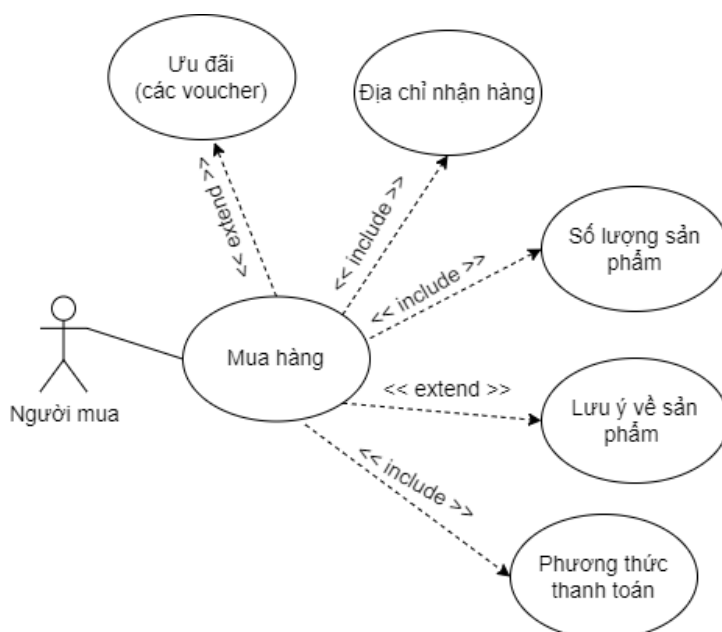 Ưu đãi
(các voucher)
Địa chỉ nhận hàng
<< extend >>
<< include >>
Số lượng sản
phẩm
<< include >>
Mua hàng
Người mua
<< extend >>
Lưu ý về sản
phẩm
<< include >>
Phương thức
thanh toán